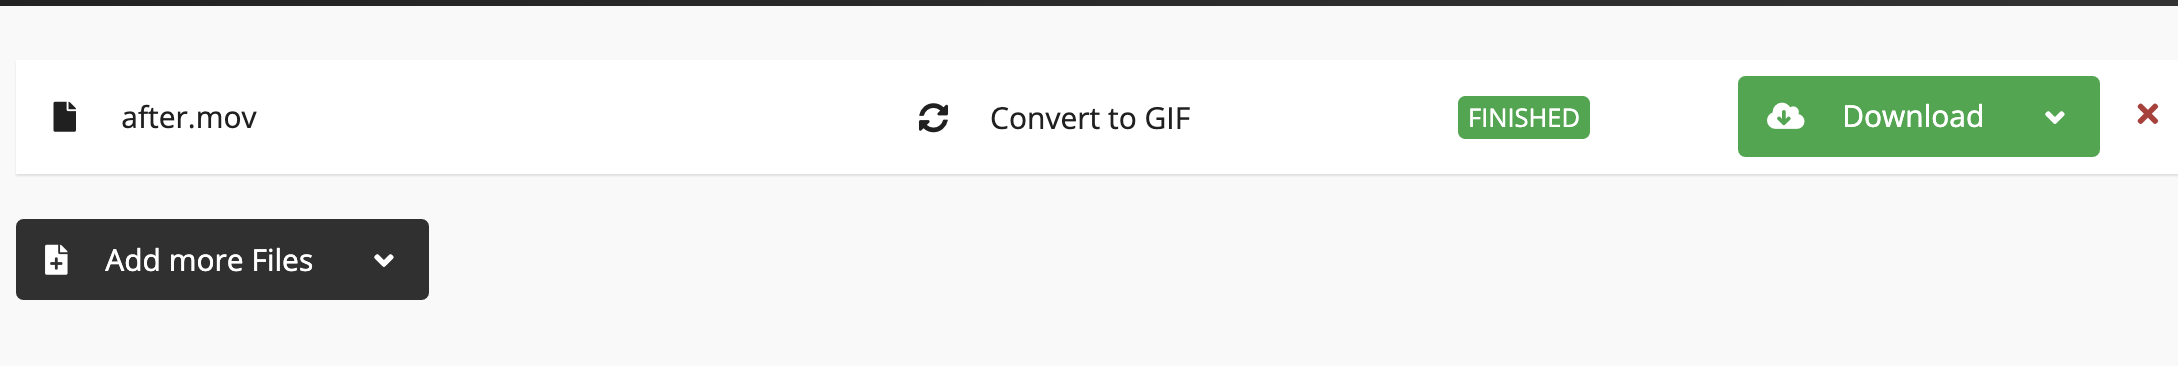 after.mov Convert to GIF FINISHED Download
Add more Files